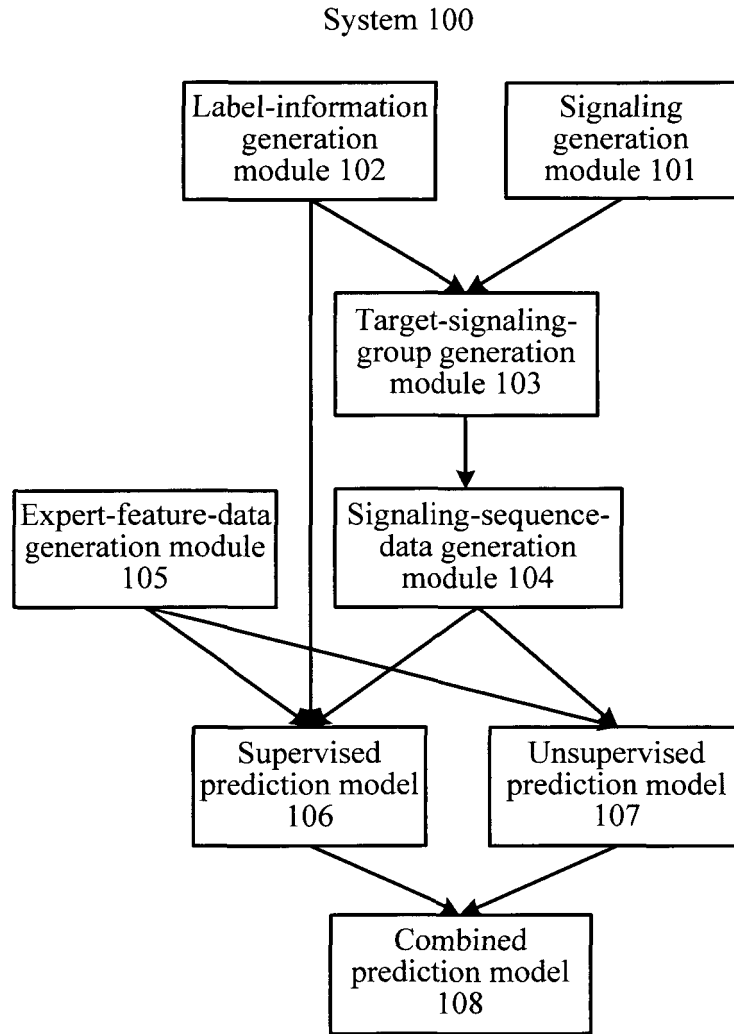 System 100
Label-information
generation
module 102
Signaling
generation
module 101
Target-signaling-
group generation
module 103
Expert-feature-data
generation module
105
Signaling-sequence-
data generation
module 104
Supervised
prediction model
106
Unsupervised
prediction model
107
Combined
prediction model
108